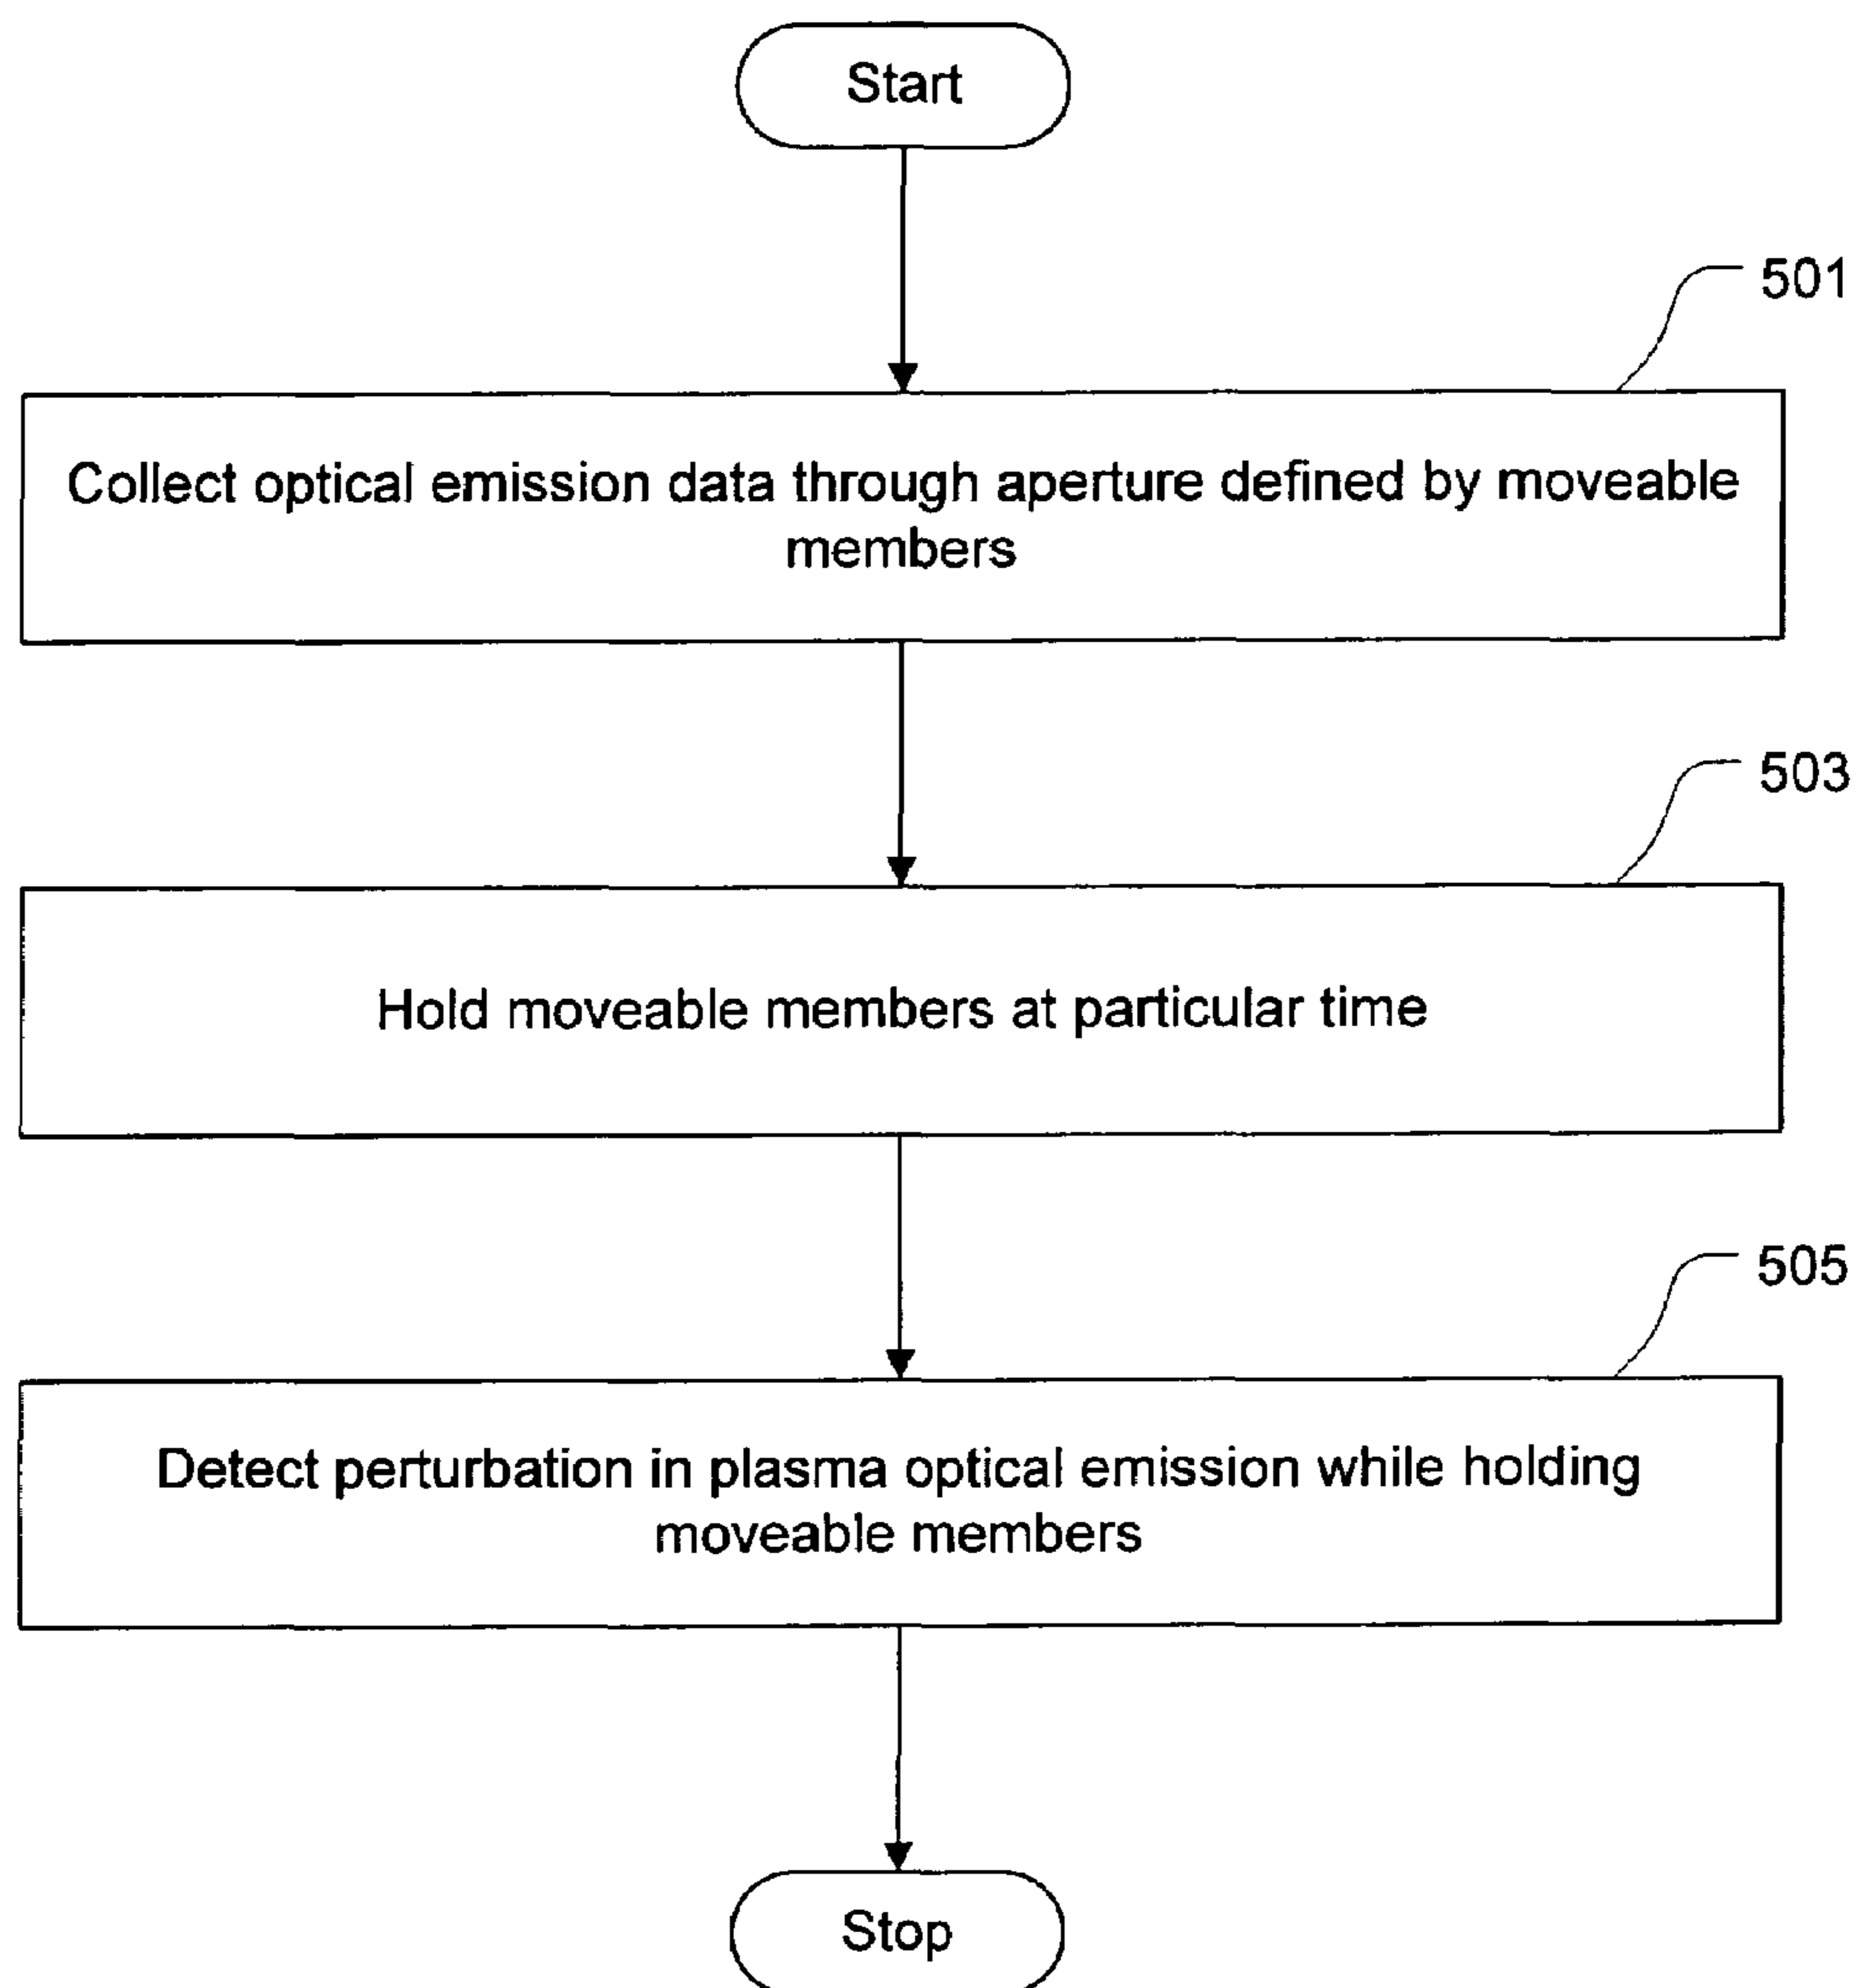 Start
501
Collect optical emission data through aperture defined by moveable
members
503
Hold moveable members at particular time
505
Detect perturbation in plasma optical emission while holding
moveable members
Stop